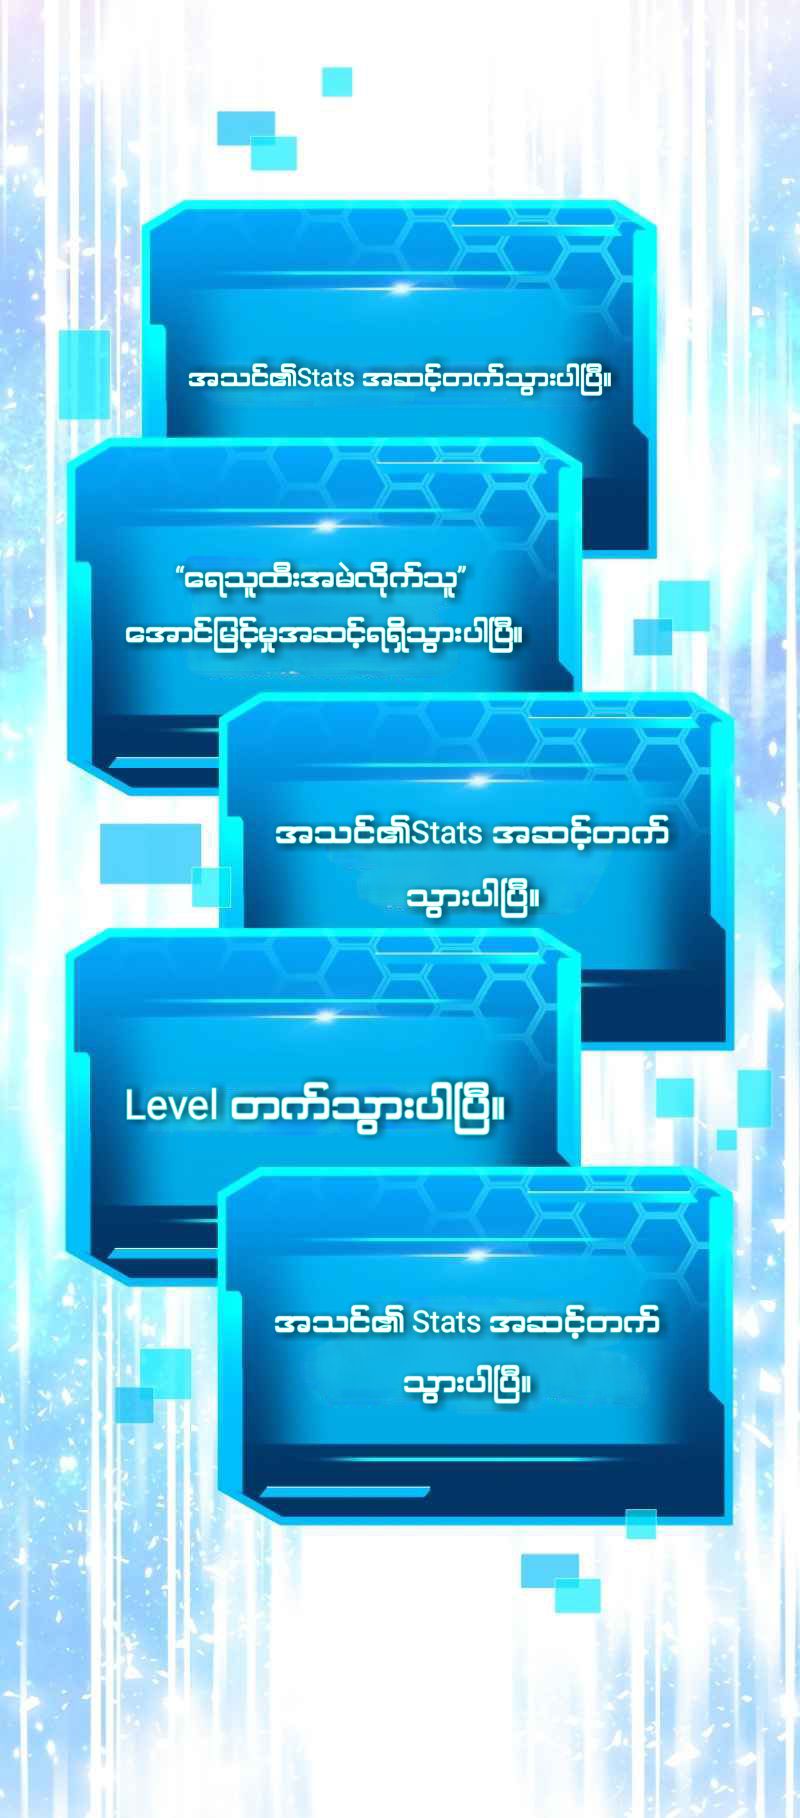 အသင်၏Stats အဆင့်တက်သွားပါပြီ။
“ရေသူထီးအမဲလိုက်သူ”
အောင်မြင့်မှုအဆင့်ရရှိသွားပါပြီ။
အသင်၏Stats အဆင့်တက်
သွားပါပြီ။
Level တက်သွားပါပြီ။
အသင်၏ Stats အဆင့်တက်
သွားပါပြီ။